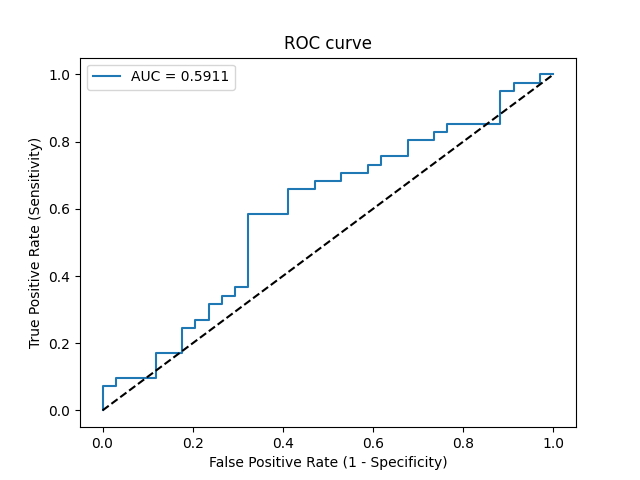 ROC curve
AUC = 0.5911
True Positive Rate (Sensitivity)
1.0
0.8
0.6
0.4
0.2
0.0
0.0 0.2 0.4 0.6 0.8 1.0
False Positive Rate (1 - Specificity)